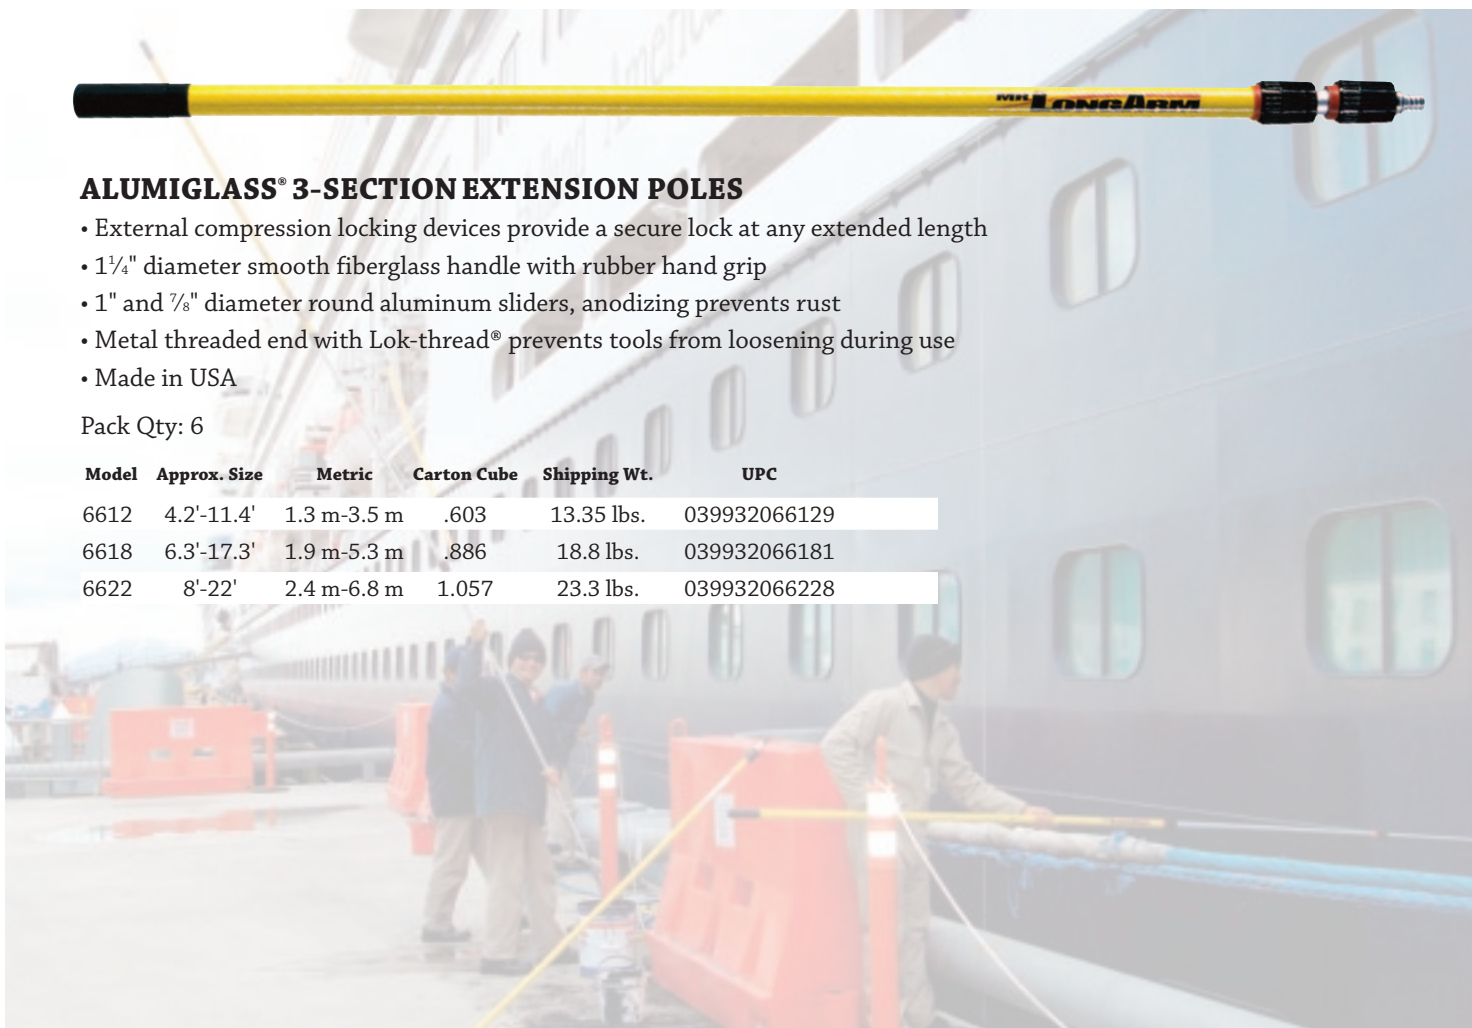 MR. LONGARM
ALUMIGLASS® 3-SECTION EXTENSION POLES
• External compression locking devices provide a secure lock at any extended length
• 1¼" diameter smooth fiberglass handle with rubber hand grip
• 1" and ⅞" diameter round aluminum sliders, anodizing prevents rust
• Metal threaded end with Lok-thread® prevents tools from loosening during use
• Made in USA
Pack Qty: 6
Model Approx. Size Metric Carton Cube Shipping Wt. UPC
6612 4.2'-11.4' 1.3 m-3.5 m .603 13.35 lbs. 039932066129
6618 6.3'-17.3' 1.9 m-5.3 m .886 18.8 lbs. 039932066181
6622 8'-22' 2.4 m-6.8 m 1.057 23.3 lbs. 039932066228